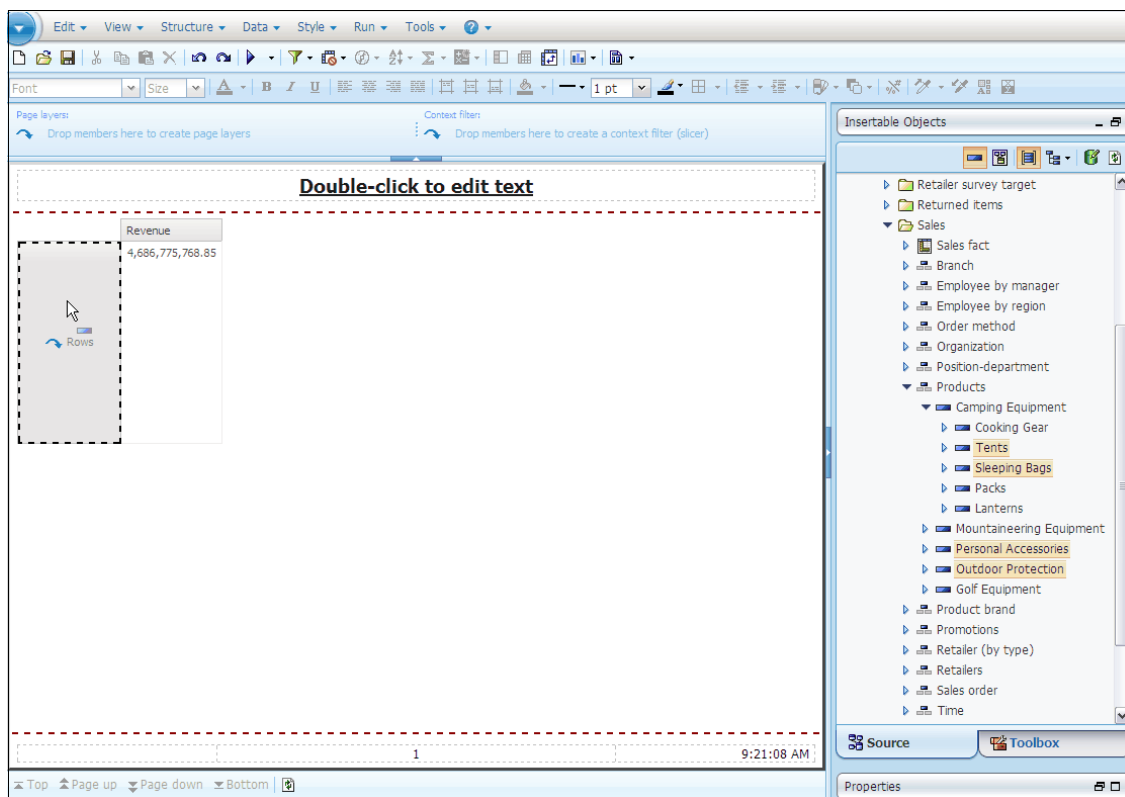 Edit View Structure Data Style Run Tools
Font Size A B I U 1 pt
Page layers:
Drop members here to create page layers
Context filter:
Drop members here to create a context filter (slicer)
Double-click to edit text
Revenue
4,686,775,768.85
Rows
1 9:21:08 AM
Top Page up Page down Bottom
Insertable Objects
Retailer survey target
Returned items
Sales
Sales fact
Branch
Employee by manager
Employee by region
Order method
Organization
Position-department
Products
Camping Equipment
Cooking Gear
Tents
Sleeping Bags
Packs
Lanterns
Mountaineering Equipment
Personal Accessories
Outdoor Protection
Golf Equipment
Product brand
Promotions
Retailer (by type)
Retailers
Sales order
Time
Source Toolbox
Properties